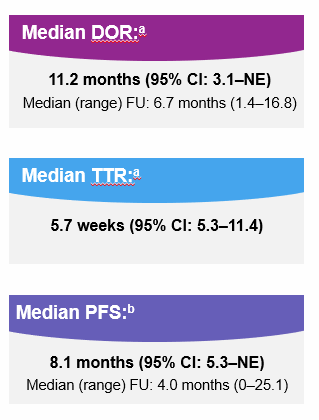 Median DOR:ª
11.2 months (95% CI: 3.1–NE)
Median (range) FU: 6.7 months (1.4–16.8)
Median TTR:ª
5.7 weeks (95% CI: 5.3–11.4)
Median PFS:ᵇ
8.1 months (95% CI: 5.3–NE)
Median (range) FU: 4.0 months (0–25.1)